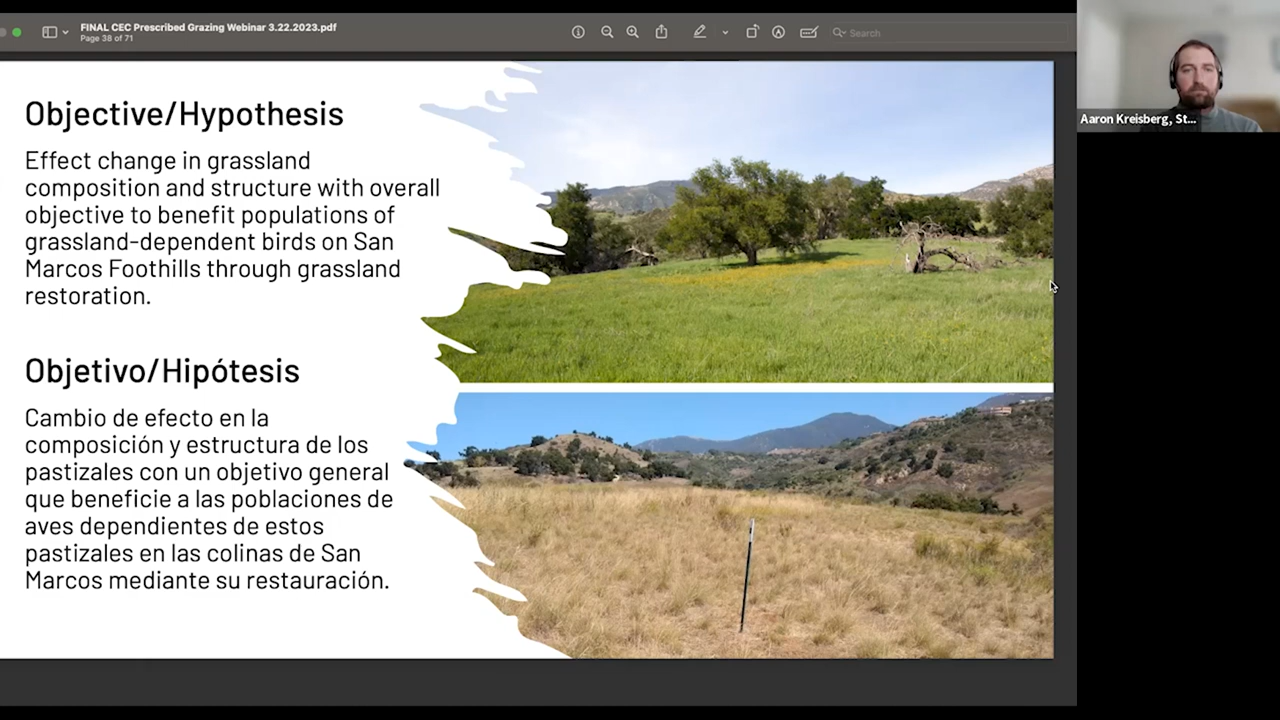 FINAL CEC Prescribed Grazing Webinar 3.22.2023.pdf
Page 38 of 71
Search
Aaron Kreisberg, St...
Objective/Hypothesis
Effect change in grassland
composition and structure with overall
objective to benefit populations of
grassland-dependent birds on San
Marcos Foothills through grassland
restoration.
Objetivo/Hipótesis
Cambio de efecto en la
composición y estructura de los
pastizales con un objetivo general
que beneficie a las poblaciones de
aves dependientes de estos
pastizales en las colinas de San
Marcos mediante su restauración.